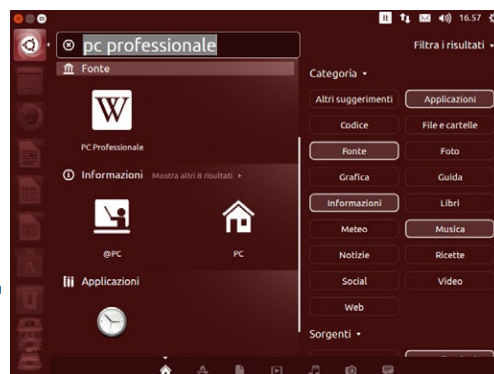 It 16.57
pc professionale
Filtra i risultati
Fonte
PC Professionale
Informazioni Mostra altri 8 risultati
@PC PC
Applicazioni
Categoria
Altri suggerimenti Applicazioni
Codice File e cartelle
Fonte Foto
Grafica Guida
Informazioni Libri
Meteo Musica
Notizie Ricette
Social Video
Web
Sorgenti